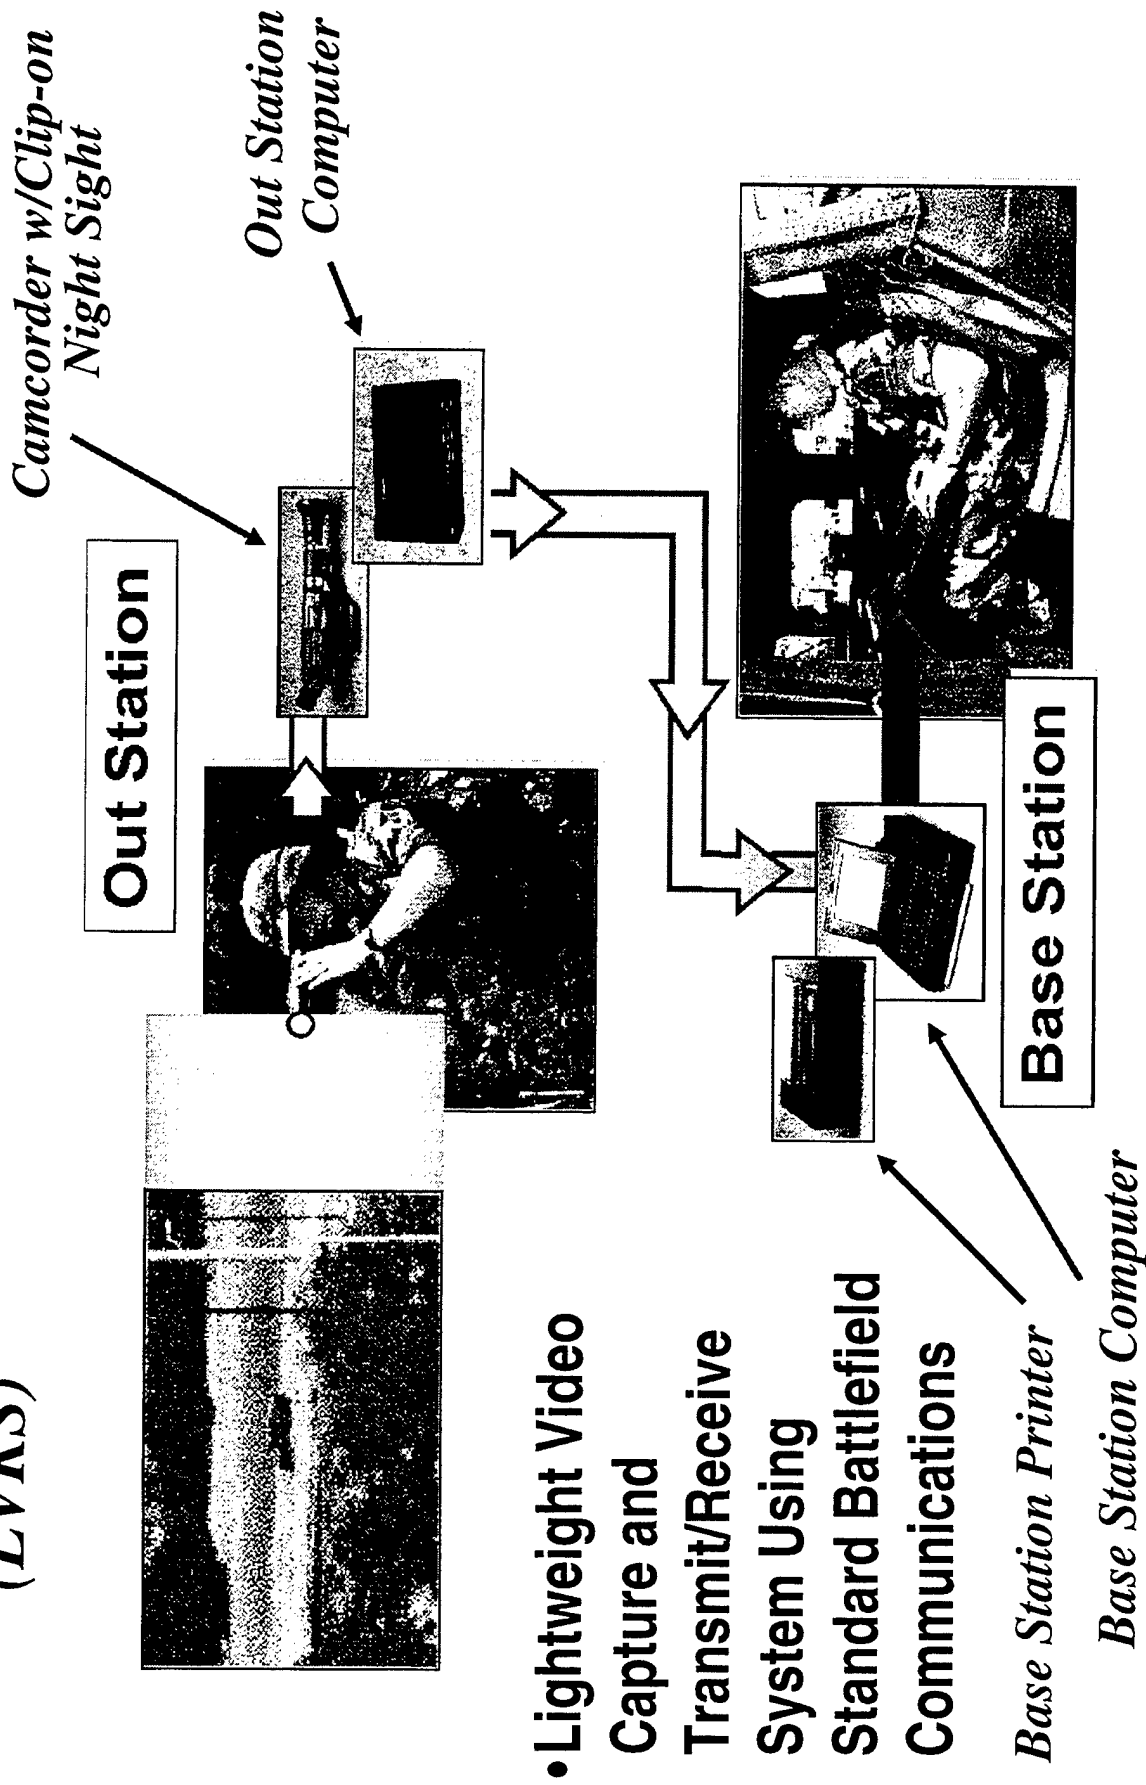 (LVRS)
Camcorder w/Clip-on
Night Sight
Out Station
Out Station
Computer
• Lightweight Video
Capture and
Transmit/Receive
System Using
Standard Battlefield
Communications
Base Station
Base Station Printer
Base Station Computer